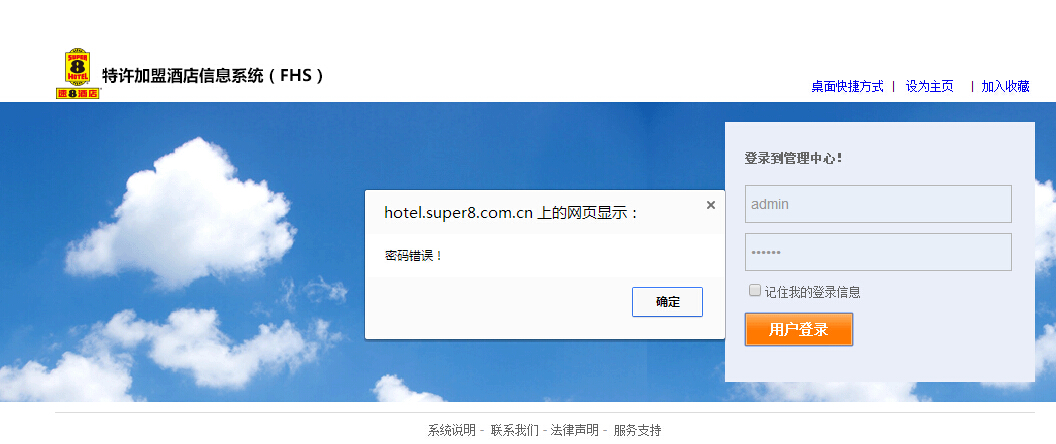 SUPER
8
HOTEL
速8酒店
特许加盟酒店信息系统（FHS）
桌面快捷方式 | 设为主页 | 加入收藏
登录到管理中心！
admin
••••••
记住我的登录信息
用户登录
hotel.super8.com.cn 上的网页显示：
×
密码错误！
确定
系统说明 - 联系我们 - 法律声明 - 服务支持